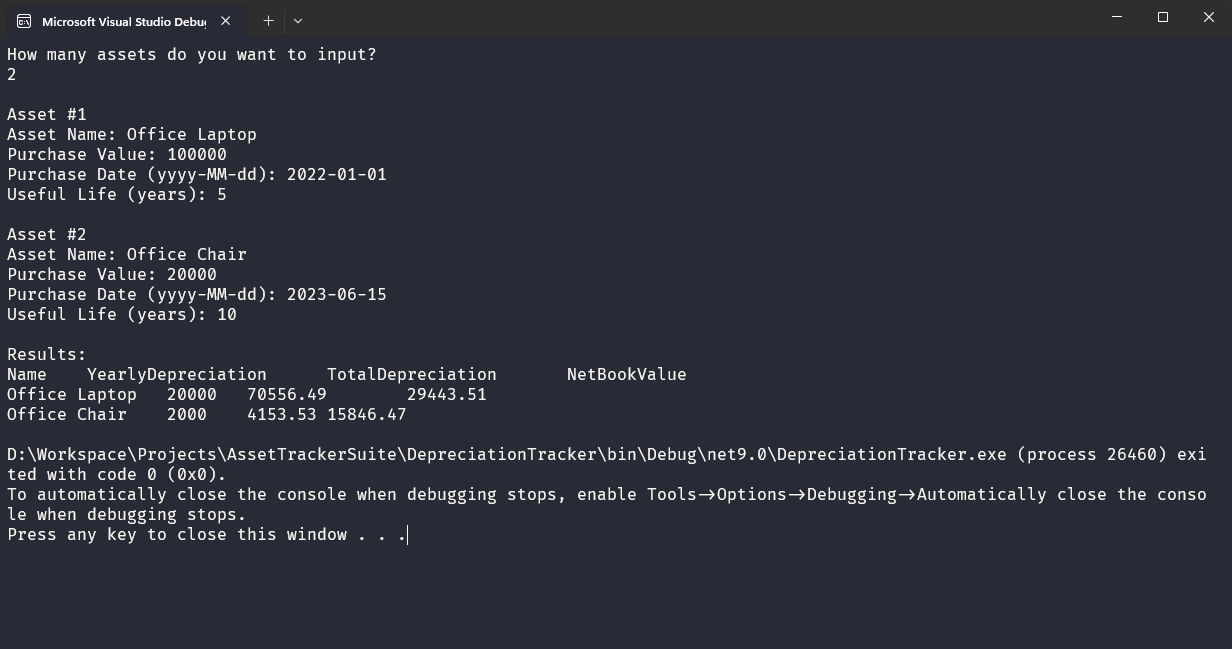 Microsoft Visual Studio Debu
How many assets do you want to input?
2
Asset #1
Asset Name: Office Laptop
Purchase Value: 100000
Purchase Date (yyyy-MM-dd): 2022-01-01
Useful Life (years): 5
Asset #2
Asset Name: Office Chair
Purchase Value: 20000
Purchase Date (yyyy-MM-dd): 2023-06-15
Useful Life (years): 10
Results:
Name    YearlyDepreciation      TotalDepreciation       NetBookValue
Office Laptop   20000   70556.49        29443.51
Office Chair    2000    4153.53 15846.47
D:\Workspace\Projects\AssetTrackerSuite\DepreciationTracker\bin\Debug\net9.0\DepreciationTracker.exe (process 26460) exi
ted with code 0 (0x0).
To automatically close the console when debugging stops, enable Tools->Options->Debugging->Automatically close the conso
le when debugging stops.
Press any key to close this window . . .